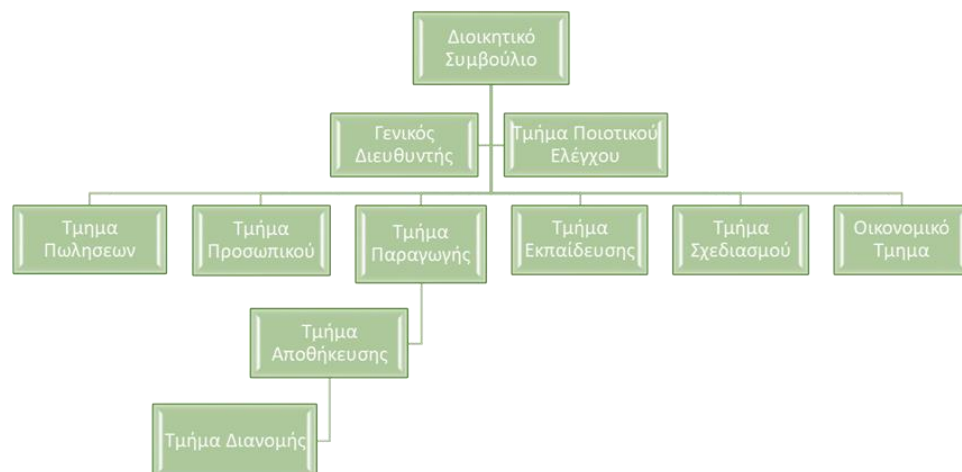 Διοικητικό
Συμβούλιο
Γενικός
Διευθυντής
Τμήμα Ποιοτικού
Ελέγχου
Τμημα
Πωλησεων
Τμήμα
Προσωπικού
Τμήμα
Παραγωγής
Τμήμα
Εκπαίδευσης
Τμήμα
Σχεδιασμού
Οικονομικό
Τμημα
Τμήμα
Αποθήκευσης
Τμήμα Διανομής